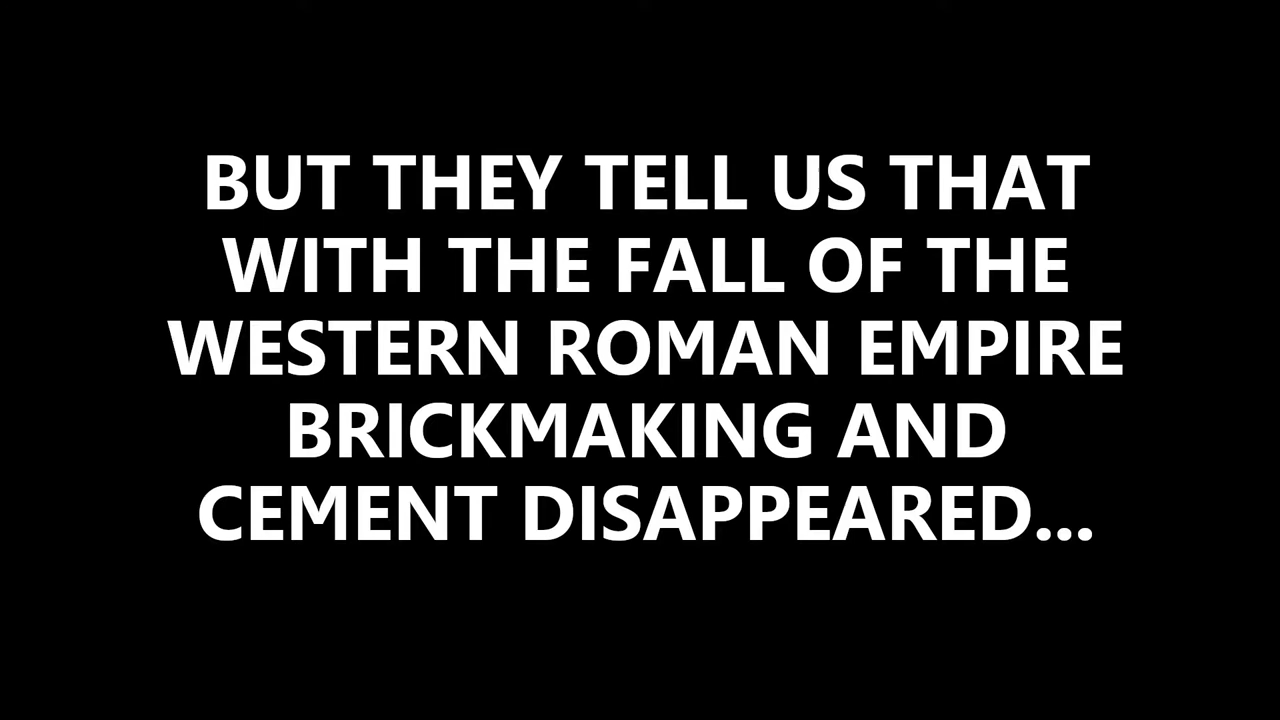 BUT THEY TELL US THAT
WITH THE FALL OF THE
WESTERN ROMAN EMPIRE
BRICKMAKING AND
CEMENT DISAPPEARED...